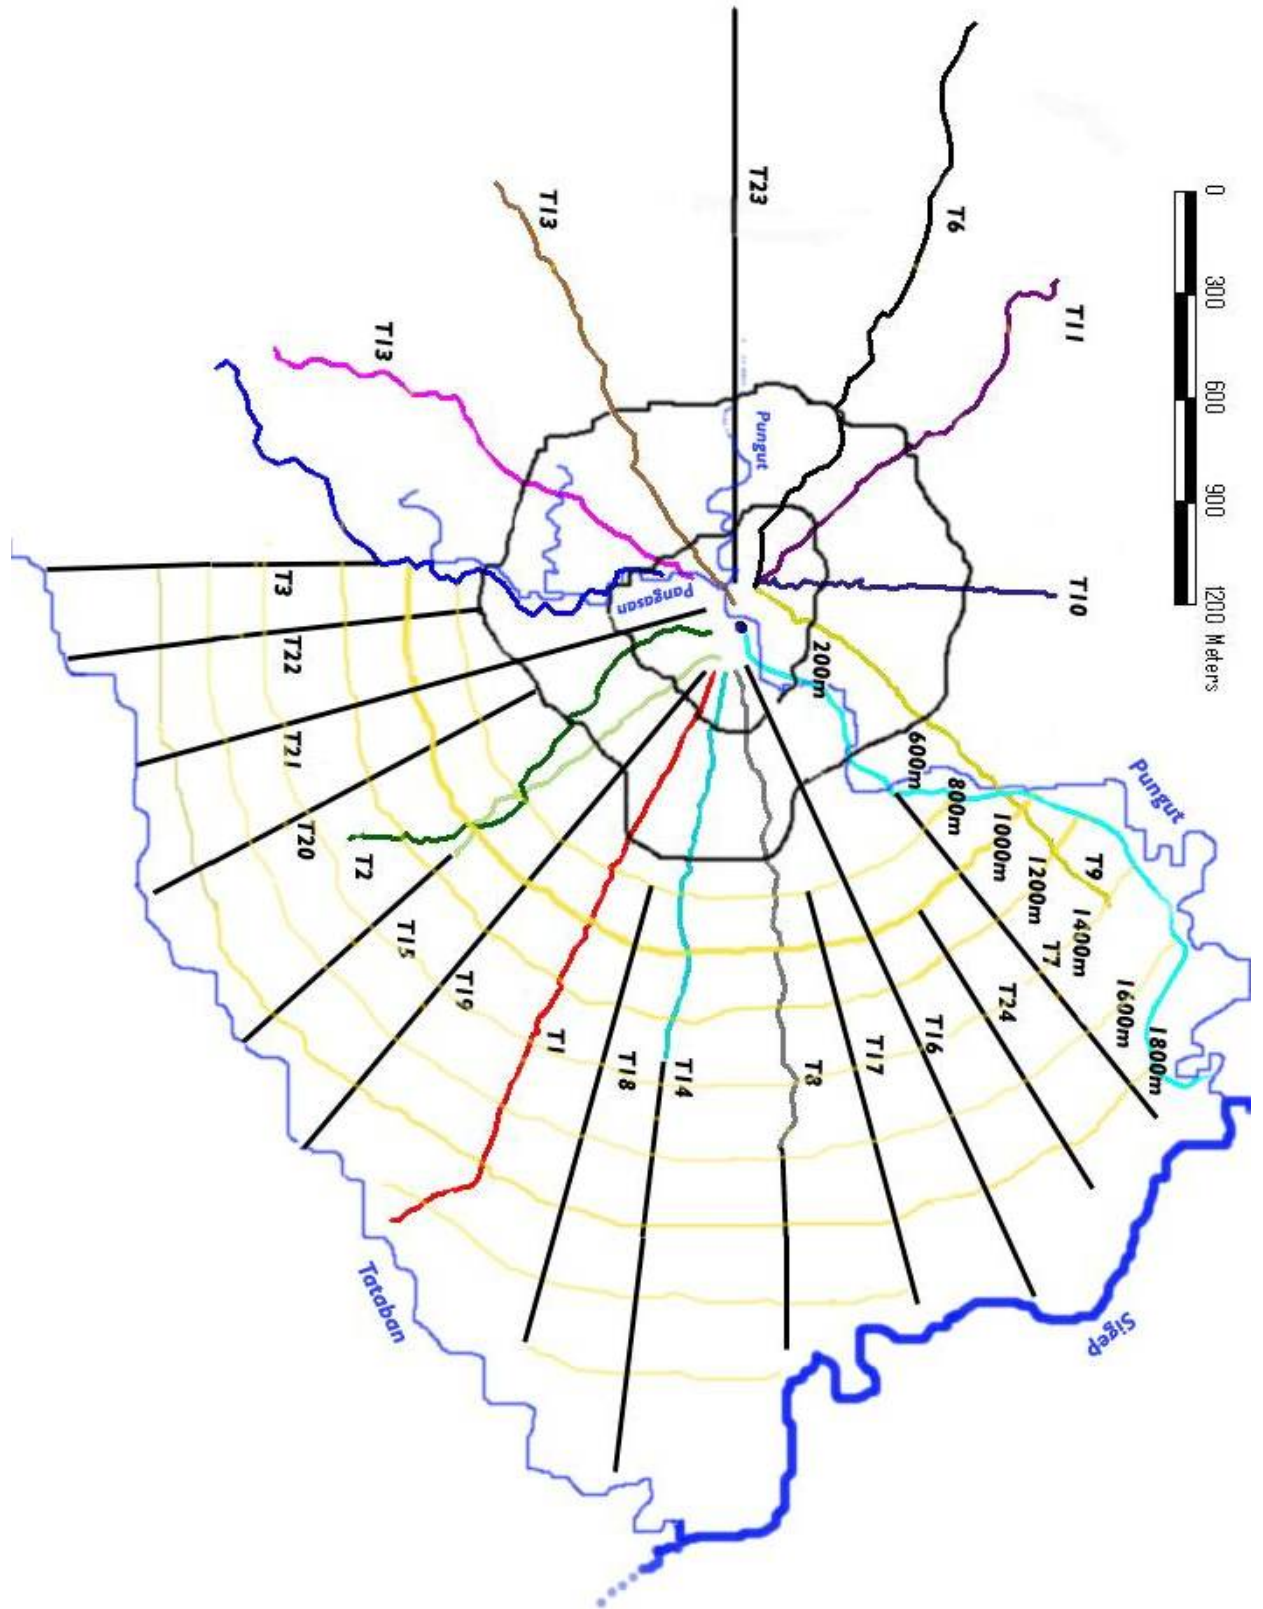 T23
T6
T13
0
300
600
900
1200 Meters
T11
T13
Pungut
T10
Pangasan
T3
T22
T21
T20
T2
T15
T19
T1
T18
T14
T8
T17
T16
T24
T7
T9
200m
600m
800m
1000m
1200m
1400m
1600m
1800m
Pungut
Sigep
Tataban